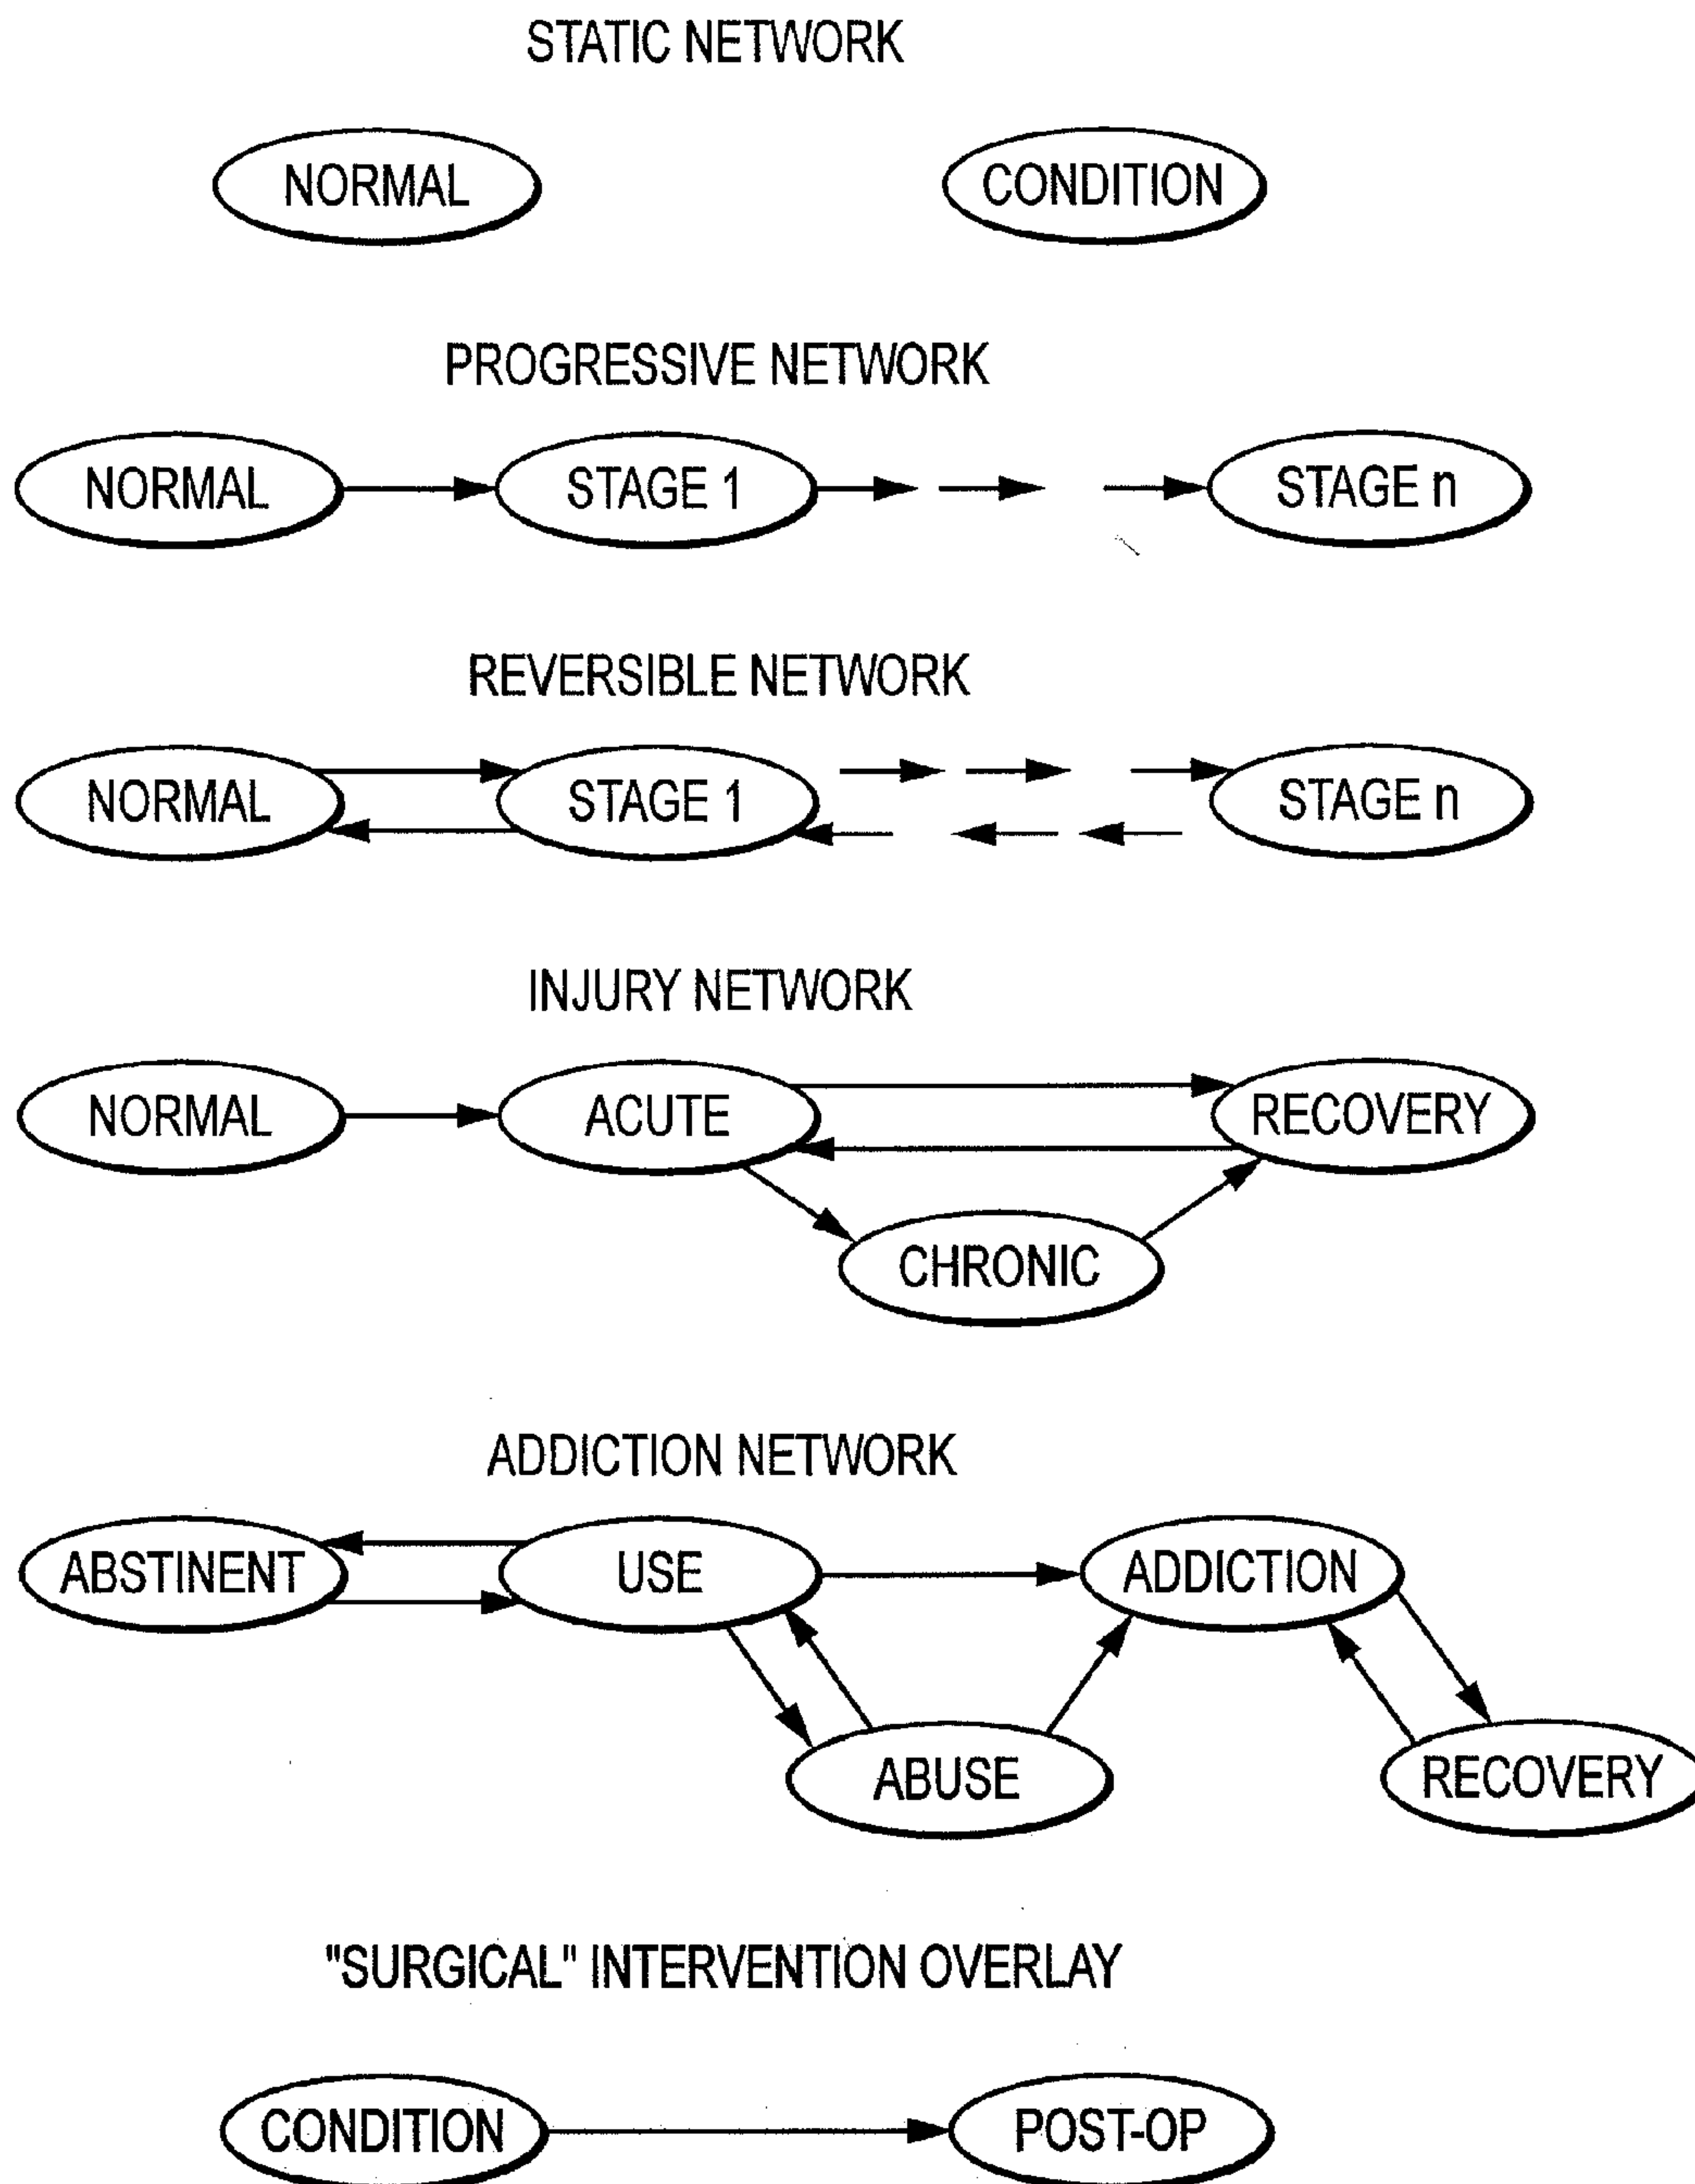 STATIC NETWORK
NORMAL CONDITION
PROGRESSIVE NETWORK
NORMAL STAGE 1 STAGE n
REVERSIBLE NETWORK
NORMAL STAGE 1 STAGE n
INJURY NETWORK
NORMAL ACUTE RECOVERY
CHRONIC
ADDICTION NETWORK
ABSTINENT USE ADDICTION
ABUSE RECOVERY
"SURGICAL" INTERVENTION OVERLAY
CONDITION POST-OP